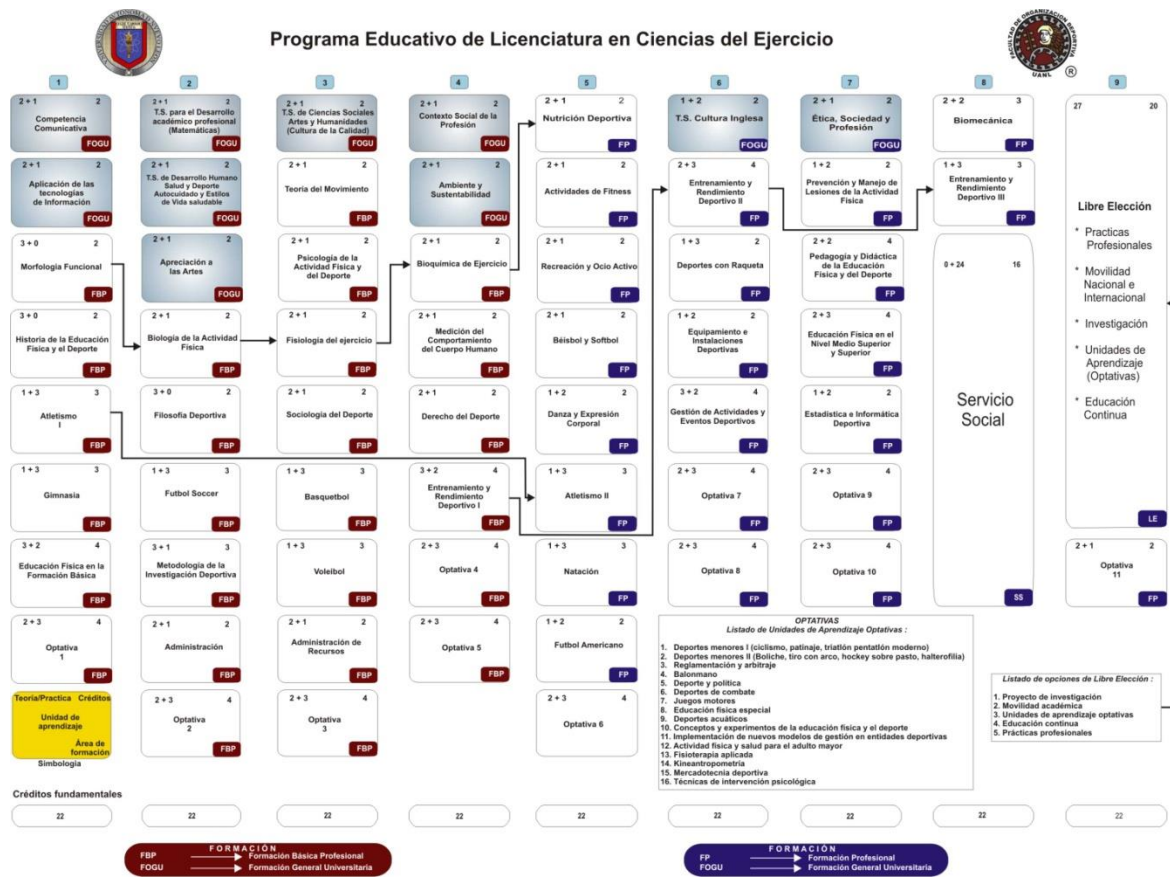 Programa Educativo de Licenciatura en Ciencias del Ejercicio
UANL
®
1
2 + 1 2
Competencia
Comunicativa
FOGU
2 + 1 2
Aplicación de las
tecnologías
de Información
FOGU
3 + 0 2
Morfología Funcional
FBP
3 + 0 2
Historia de la Educación
Física y el Deporte
FBP
1 + 3 3
Atletismo
I
FBP
1 + 3 3
Gimnasia
FBP
3 + 2 4
Educación Física en la
Formación Básica
FBP
2 + 3 4
Optativa
1
FBP
Teoría/Practica Créditos
Unidad de
aprendizaje
Área de
formación
Simbología
2
2 + 1 2
T.S. para el Desarrollo
académico profesional
(Matemáticas)
FOGU
2 + 1 2
T.S. de Desarrollo Humano
Salud y Deporte
Autocuidado y Estilos
de Vida saludable
FOGU
2 + 1 2
Apreciación a
las Artes
FOGU
2 + 1 2
Biología de la Actividad
Física
FBP
3 + 0 2
Filosofía Deportiva
FBP
1 + 3 3
Futbol Soccer
FBP
3 + 1 3
Metodología de la
Investigación Deportiva
FBP
2 + 1 2
Administración
FBP
2 + 3 4
Optativa
2
FBP
3
2 + 1 2
T.S. de Ciencias Sociales
Artes y Humanidades
(Cultura de la Calidad)
FOGU
2 + 1 2
Teoría del Movimiento
FBP
2 + 1 2
Psicología de la
Actividad Física y
del Deporte
FBP
2 + 1 2
Fisiología del ejercicio
FBP
2 + 1 2
Sociología del Deporte
FBP
1 + 3 3
Basquetbol
FBP
1 + 3 3
Voleibol
FBP
2 + 1 2
Administración de
Recursos
FBP
2 + 3 4
Optativa
3
FBP
4
2 + 1 2
Contexto Social de la
Profesión
FOGU
2 + 1 2
Ambiente y
Sustentabilidad
FOGU
2 + 1 2
Bioquímica de Ejercicio
FBP
2 + 1 2
Medición del
Comportamiento
del Cuerpo Humano
FBP
2 + 1 2
Derecho del Deporte
FBP
3 + 2 4
Entrenamiento y
Rendimiento
Deportivo I
FBP
2 + 3 4
Optativa 4
FBP
2 + 3 4
Optativa 5
FBP
5
2 + 1 2
Nutrición Deportiva
FP
2 + 1 2
Actividades de Fitness
FP
2 + 1 2
Recreación y Ocio Activo
FP
2 + 1 2
Béisbol y Softbol
FP
1 + 2 2
Danza y Expresión
Corporal
FP
1 + 3 3
Atletismo II
FP
1 + 3 3
Natación
FP
1 + 2 2
Futbol Americano
FP
2 + 3 4
Optativa 6
6
1 + 2 2
T.S. Cultura Inglesa
FOGU
2 + 3 4
Entrenamiento y
Rendimiento
Deportivo II
FP
1 + 3 2
Deportes con Raqueta
FP
1 + 2 2
Equipamiento e
Instalaciones
Deportivas
FP
3 + 2 4
Gestión de Actividades y
Eventos Deportivos
FP
2 + 3 4
Optativa 7
FP
2 + 3 4
Optativa 8
FP
7
2 + 1 2
Ética, Sociedad y
Profesión
FOGU
1 + 2 2
Prevención y Manejo de
Lesiones de la Actividad
Física
FP
2 + 2 4
Pedagogía y Didáctica
de la Educación
Física y del Deporte
FP
2 + 3 4
Educación Física en el
Nivel Medio Superior
y Superior
FP
1 + 2 2
Estadística e Informática
Deportiva
FP
2 + 3 4
Optativa 9
FP
2 + 3 4
Optativa 10
FP
8
2 + 2 3
Biomecánica
FP
1 + 3 3
Entrenamiento y
Rendimiento
Deportivo III
FP
0 + 24 16
Servicio
Social
SS
9
27 20
Libre Elección
* Practicas
Profesionales
* Movilidad
Nacional e
Internacional
* Investigación
* Unidades de
Aprendizaje
(Optativas)
* Educación
Continua
LE
2 + 1 2
Optativa
11
FP
OPTATIVAS
Listado de Unidades de Aprendizaje Optativas :
1. Deportes menores I (ciclismo, patinaje, triatlón pentatlón moderno)
2. Deportes menores II (Boliche, tiro con arco, hockey sobre pasto, halterofilia)
3. Reglamentación y arbitraje
4. Balonmano
5. Deporte y política
6. Deportes de combate
7. Juegos motores
8. Educación física especial
9. Deportes acuáticos
10. Conceptos y experimentos de la educación física y el deporte
11. Implementación de nuevos modelos de gestión en entidades deportivas
12. Actividad física y salud para el adulto mayor
13. Fisioterapia aplicada
14. Kineantropometria
15. Mercadotecnia deportiva
16. Técnicas de intervención psicológica
Listado de opciones de Libre Elección :
1. Proyecto de investigación
2. Movilidad académica
3. Unidades de aprendizaje optativas
4. Educación continua
5. Prácticas profesionales
Créditos fundamentales
22 22 22 22 22 22 22 22 22
FORMACIÓN
FBP Formación Básica Profesional
FOGU Formación General Universitaria
FORMACIÓN
FP Formación Profesional
FOGU Formación General Universitaria